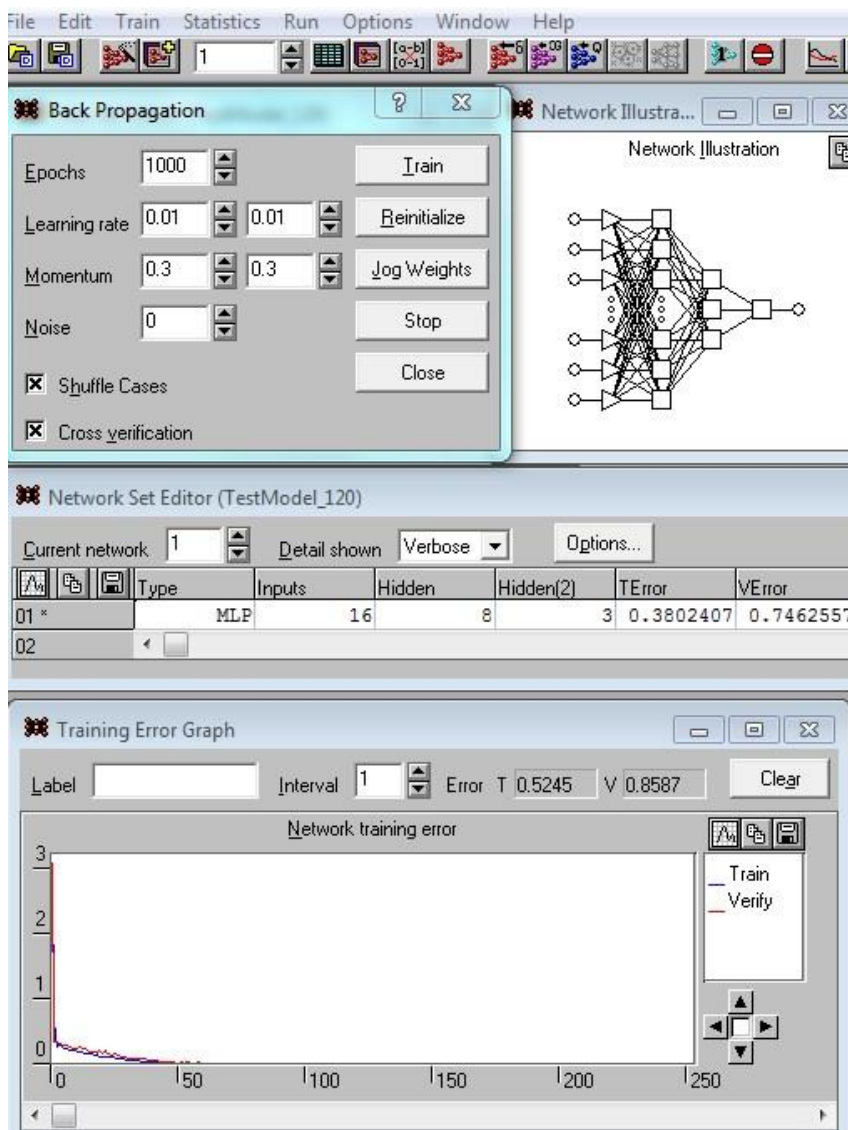 File Edit Train Statistics Run Options Window Help
1
Back Propagation
Epochs 1000 Train
Learning rate 0.01 0.01 Reinitialize
Momentum 0.3 0.3 Jog Weights
Noise 0 Stop
Shuffle Cases Close
Cross verification
Network Illustra...
Network Illustration
Network Set Editor (TestModel_120)
Current network 1 Detail shown Verbose Options...
Type Inputs Hidden Hidden(2) TError VError
01 * MLP 16 8 3 0.3802407 0.7462557
02
Training Error Graph
Label Interval 1 Error T 0.5245 V 0.8587 Clear
Network training error
3
2
1
0
0 50 100 150 200 250
Train
Verify